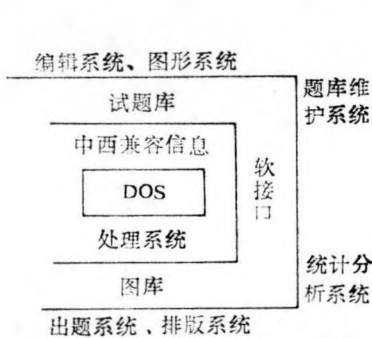 编辑系统、图形系统
试题库
题库维
护系统
中西兼容信息
DOS
软
接
口
处理系统
图库
统计分
析系统
出题系统、排版系统